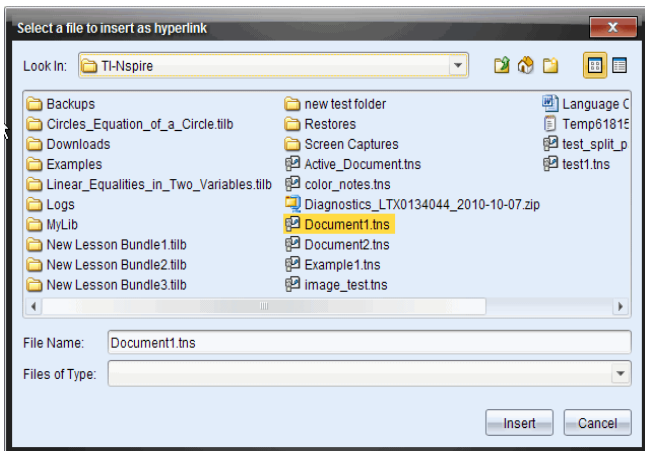 Select a file to insert as hyperlink
Look In: TI-Nspire
Backups
Circles_Equation_of_a_Circle.tilb
Downloads
Examples
Linear_Equalities_in_Two_Variables.tilb
Logs
MyLib
New Lesson Bundle1.tilb
New Lesson Bundle2.tilb
New Lesson Bundle3.tilb
new test folder
Restores
Screen Captures
Active_Document.tns
color_notes.tns
Diagnostics_LTX0134044_2010-10-07.zip
Document1.tns
Document2.tns
Example1.tns
image_test.tns
Language C
Temp61815
test_split_p
test1.tns
File Name: Document1.tns
Files of Type:
Insert Cancel